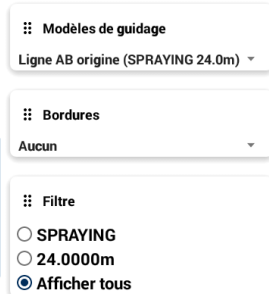 Modèles de guidage
Ligne AB origine (SPRAYING 24.0m)
Bordures
Aucun
Filtre
SPRAYING
24.0000m
Afficher tous